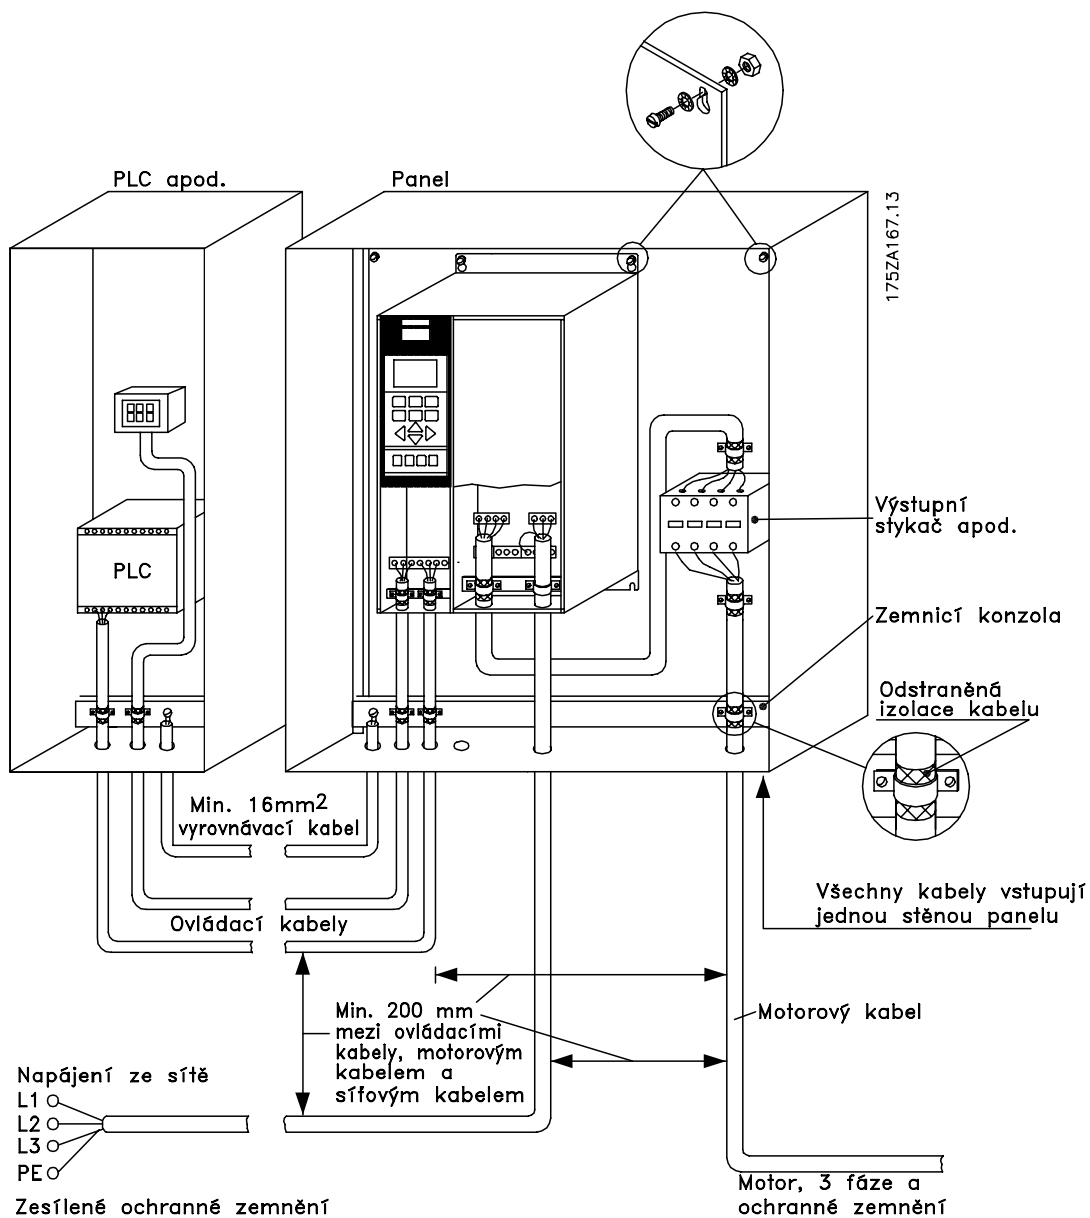 PLC apod.
Panel
175ZA167.13
PLC
Výstupní
stykač apod.
Zemnicí konzola
Odstraněná
izolace kabelu
Min. 16mm2
vyrovnávací kabel
Všechny kabely vstupují
jednou stěnou panelu
Ovládací kabely
Min. 200 mm
mezi ovládacími
kabely, motorovým
kabelem a
síťovým kabelem
Motorový kabel
Napájení ze sítě
L1
L2
L3
PE
Zesílené ochranné zemnění
Motor, 3 fáze a
ochranné zemnění